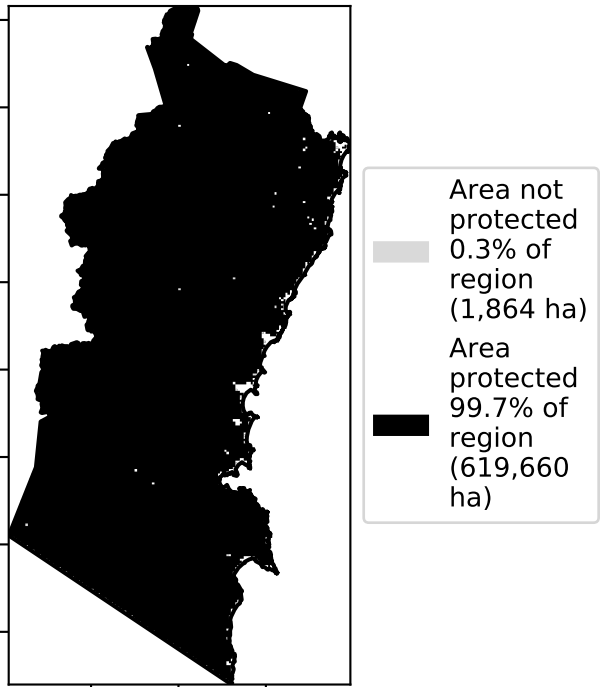 Area not
protected
0.3% of
region
(1,864 ha)
Area
protected
99.7% of
region
(619,660
ha)